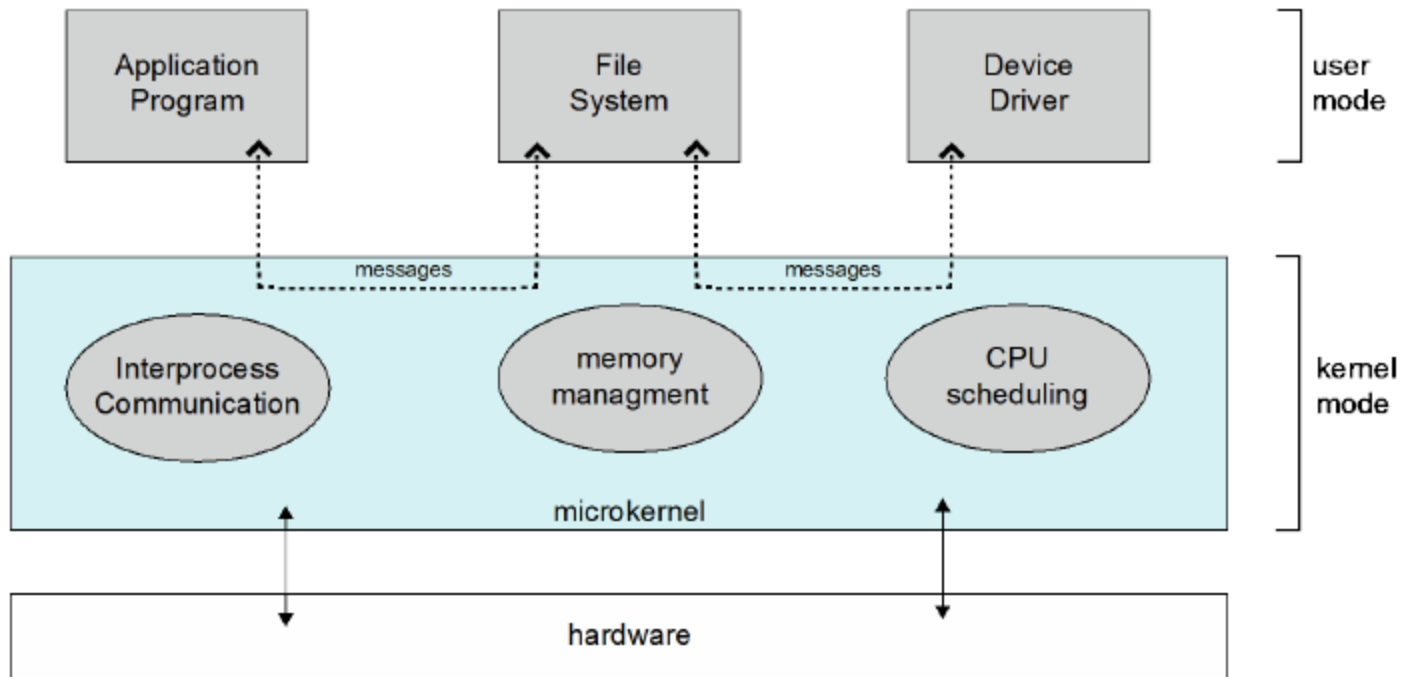 Application
Program
File
System
Device
Driver
user
mode
messages
messages
Interprocess
Communication
memory
managment
CPU
scheduling
kernel
mode
microkernel
hardware